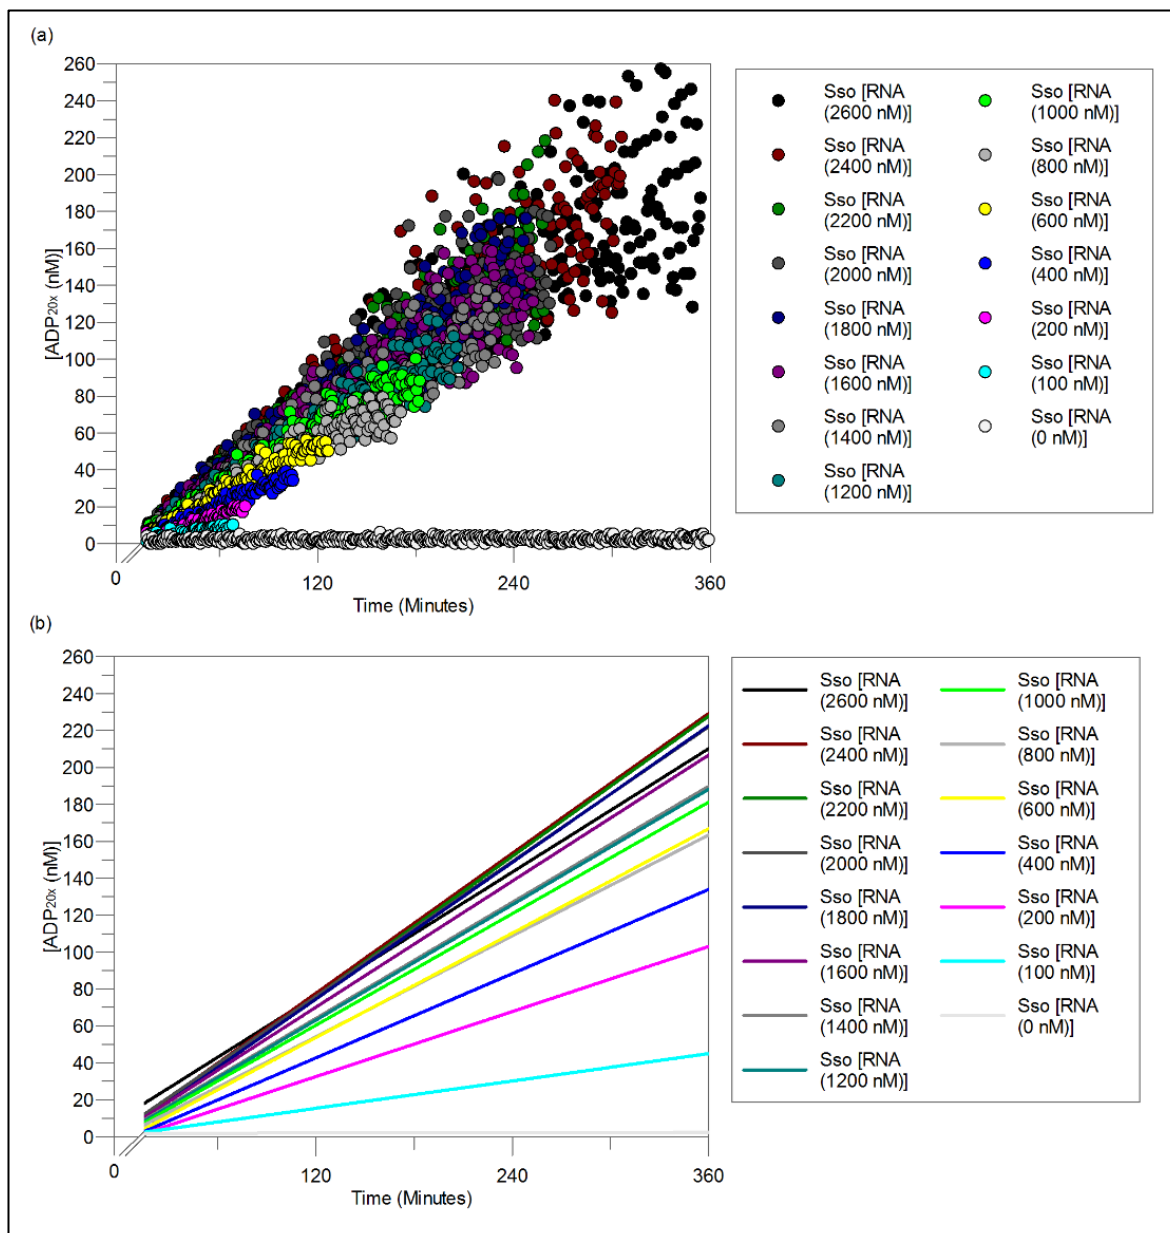 (a)
260
240
220
200
180
160
140
120
100
80
60
40
20
0
[ADP20x (nM)]
0
120
240
360
Time (Minutes)
Sso [RNA
(2600 nM)]
Sso [RNA
(2400 nM)]
Sso [RNA
(2200 nM)]
Sso [RNA
(2000 nM)]
Sso [RNA
(1800 nM)]
Sso [RNA
(1600 nM)]
Sso [RNA
(1400 nM)]
Sso [RNA
(1200 nM)]
Sso [RNA
(1000 nM)]
Sso [RNA
(800 nM)]
Sso [RNA
(600 nM)]
Sso [RNA
(400 nM)]
Sso [RNA
(200 nM)]
Sso [RNA
(100 nM)]
Sso [RNA
(0 nM)]
(b)
260
240
220
200
180
160
140
120
100
80
60
40
20
0
[ADP20x (nM)]
0
120
240
360
Time (Minutes)
Sso [RNA
(2600 nM)]
Sso [RNA
(2400 nM)]
Sso [RNA
(2200 nM)]
Sso [RNA
(2000 nM)]
Sso [RNA
(1800 nM)]
Sso [RNA
(1600 nM)]
Sso [RNA
(1400 nM)]
Sso [RNA
(1200 nM)]
Sso [RNA
(1000 nM)]
Sso [RNA
(800 nM)]
Sso [RNA
(600 nM)]
Sso [RNA
(400 nM)]
Sso [RNA
(200 nM)]
Sso [RNA
(100 nM)]
Sso [RNA
(0 nM)]